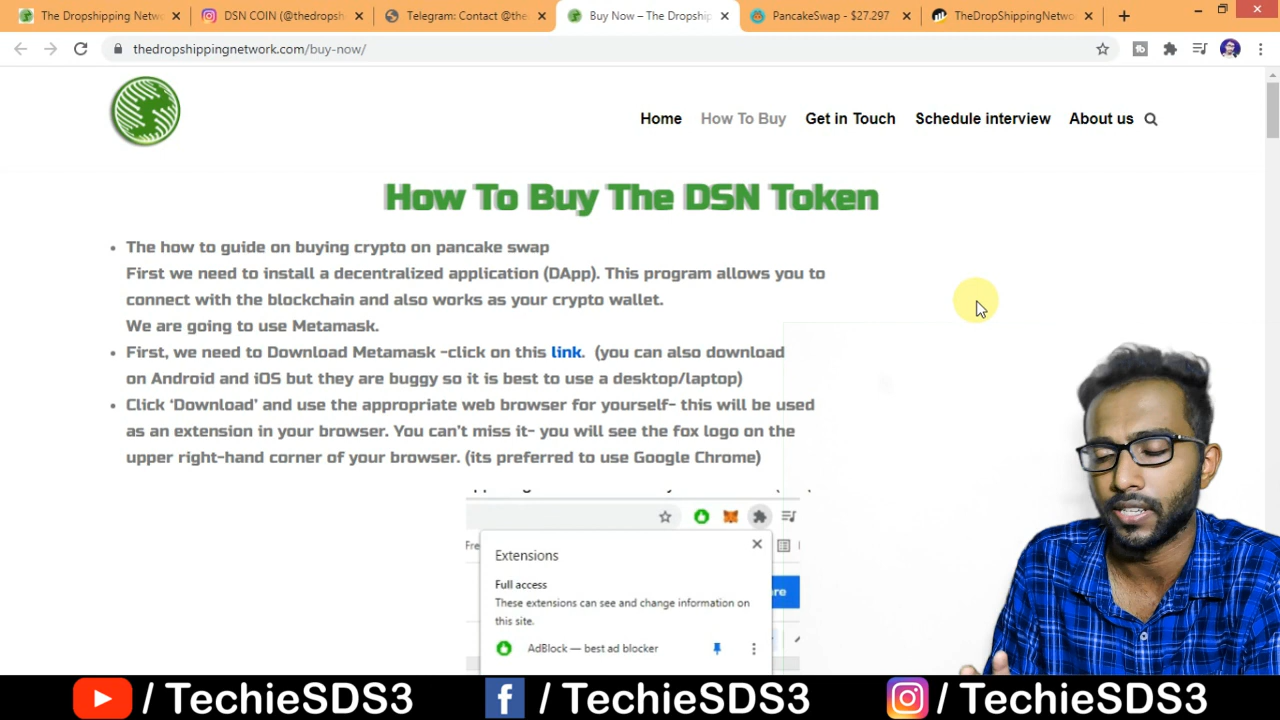 The Dropshipping Netw
DSN COIN (@thedropsh
Telegram: Contact @the
Buy Now – The Dropship
PancakeSwap - $27.297
TheDropShippingNetwo
thedropshippingnetwork.com/buy-now/
Home
How To Buy
Get in Touch
Schedule interview
About us
How To Buy The DSN Token
• The how to guide on buying crypto on pancake swap
First we need to install a decentralized application (DApp). This program allows you to
connect with the blockchain and also works as your crypto wallet.
We are going to use Metamask.
• First, we need to Download Metamask -click on this link. (you can also download
on Android and iOS but they are buggy so it is best to use a desktop/laptop)
• Click ‘Download’ and use the appropriate web browser for yourself- this will be used
as an extension in your browser. You can’t miss it- you will see the fox logo on the
upper right-hand corner of your browser. (its preferred to use Google Chrome)
Extensions
Full access
These extensions can see and change information on
this site.
AdBlock — best ad blocker
/ TechieSDS3
/ TechieSDS3
/ TechieSDS3